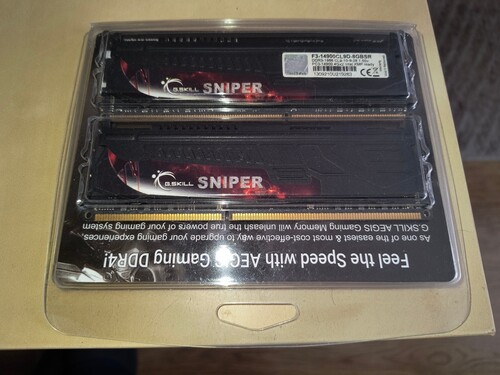 G.SKILL SNIPER
F3-14900CL9D-8GBSR
G.SKILL SNIPER
Feel the Speed with AEGIS Gaming DDR4!
As one of the easiest & most cost-effective way to upgrade your gaming experiences,
G.SKILL AEGIS Gaming Memory will unleash the true powers of your gaming system